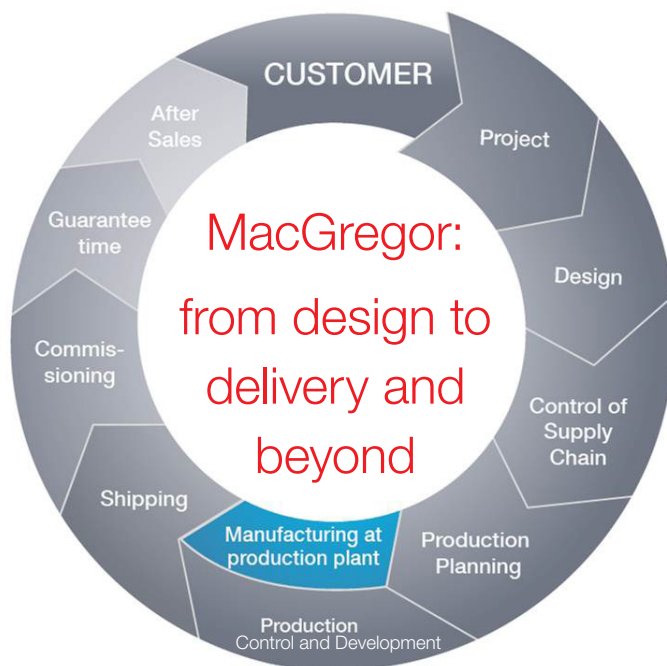 CUSTOMER
Project
Design
Control of
Supply
Chain
Production
Planning
Production
Control and Development
Manufacturing at
production plant
Shipping
Commis-
sioning
Guarantee
time
After
Sales
MacGregor:
from design to
delivery and
beyond